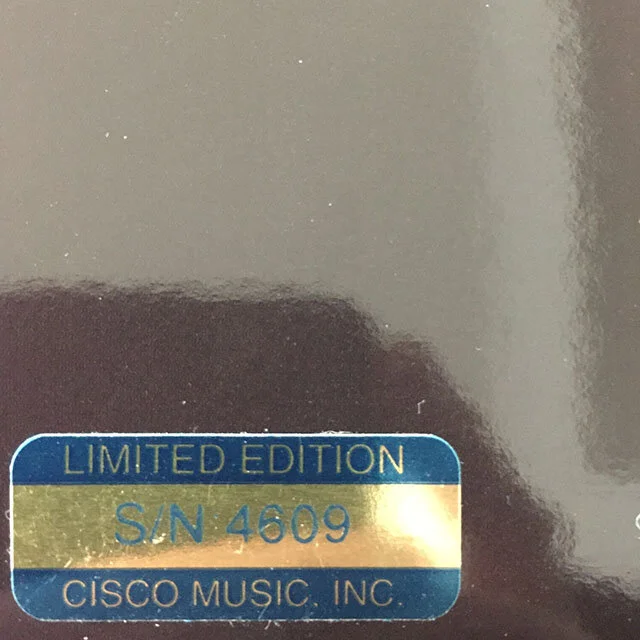 LIMITED EDITION
S/N 4609
CISCO MUSIC, INC.